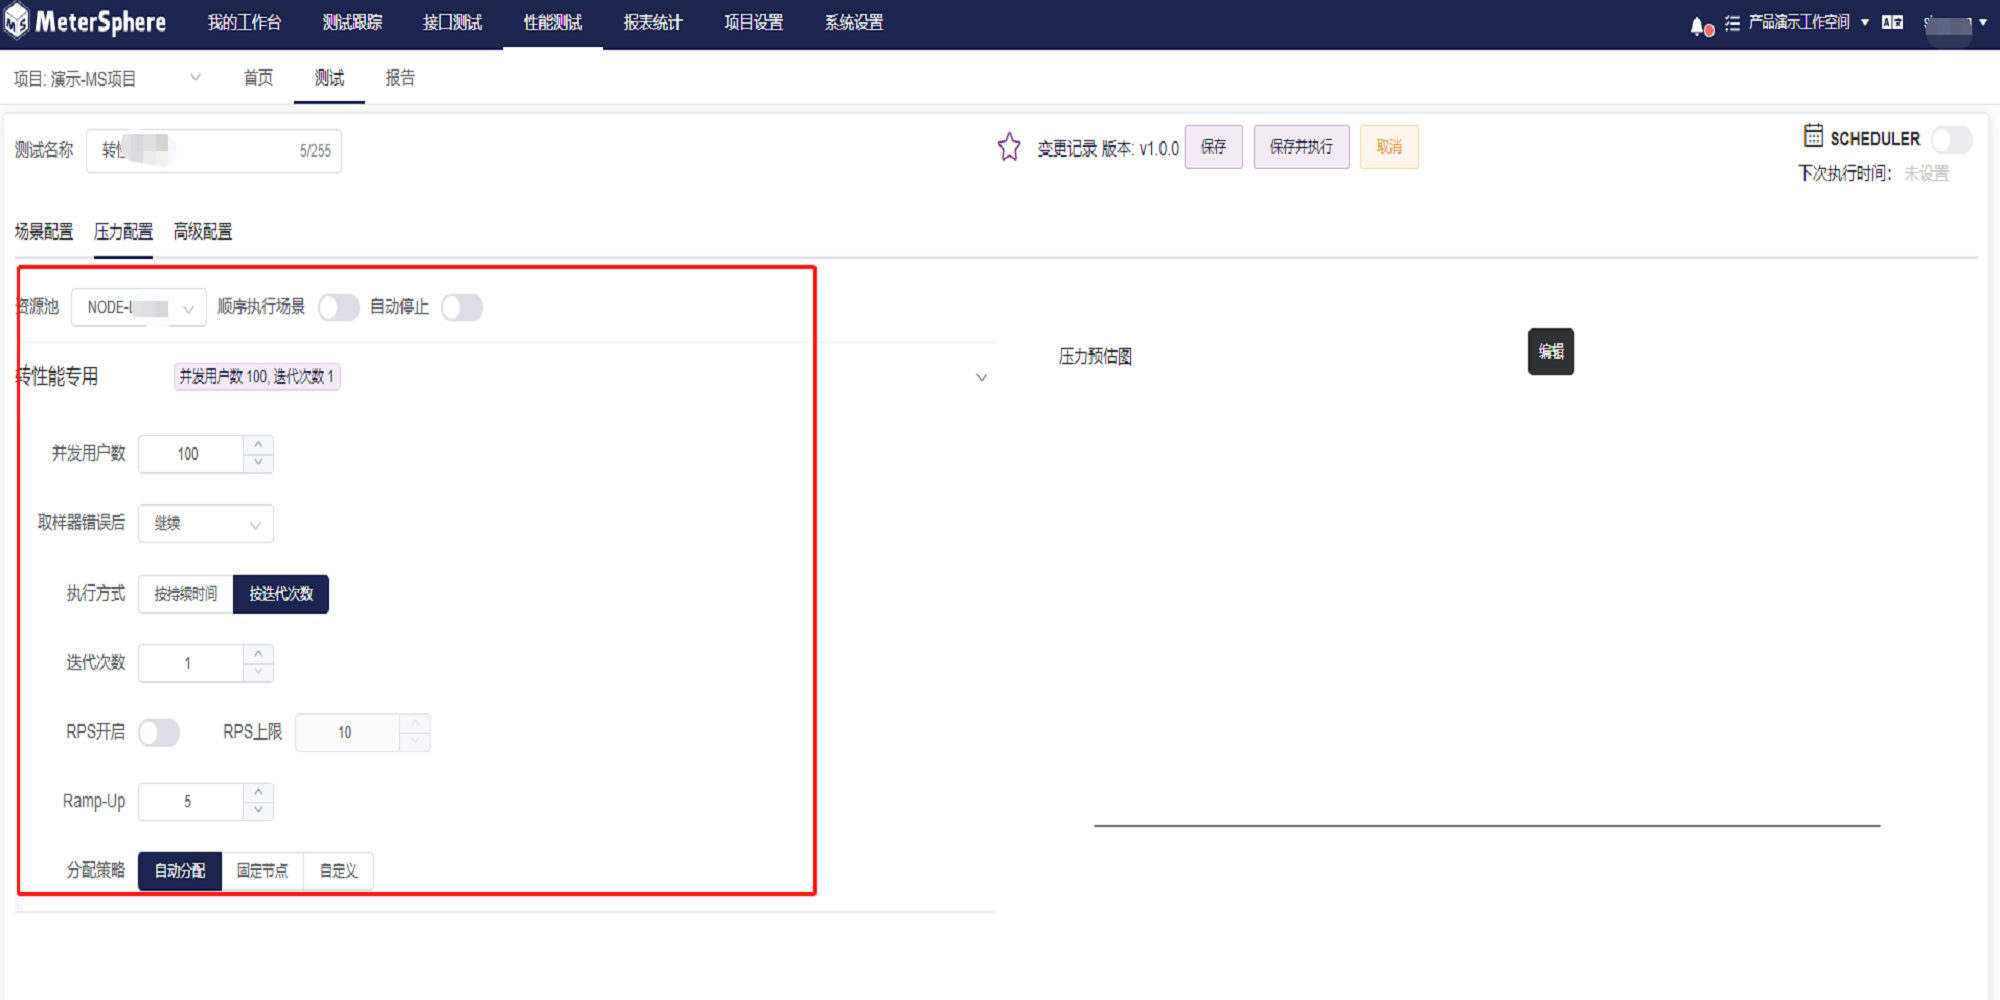 MeterSphere 我的工作台 测试跟踪 接口测试 性能测试 报表统计 项目设置 系统设置 产品演示工作空间
项目: 演示-MS项目 首页 测试 报告
测试名称 转 5/255 变更记录 版本: v1.0.0 保存 保存并执行 取消 SCHEDULER
下次执行时间： 未设置
场景配置 压力配置 高级配置
资源池 NODE- 顺序执行场景 自动停止
转性能专用 并发用户数 100, 迭代次数 1
压力预估图 编辑
并发用户数 100
取样器错误后 继续
执行方式 按持续时间 按迭代次数
迭代次数 1
RPS开启 RPS上限 10
Ramp-Up 5
分配策略 自动分配 固定节点 自定义